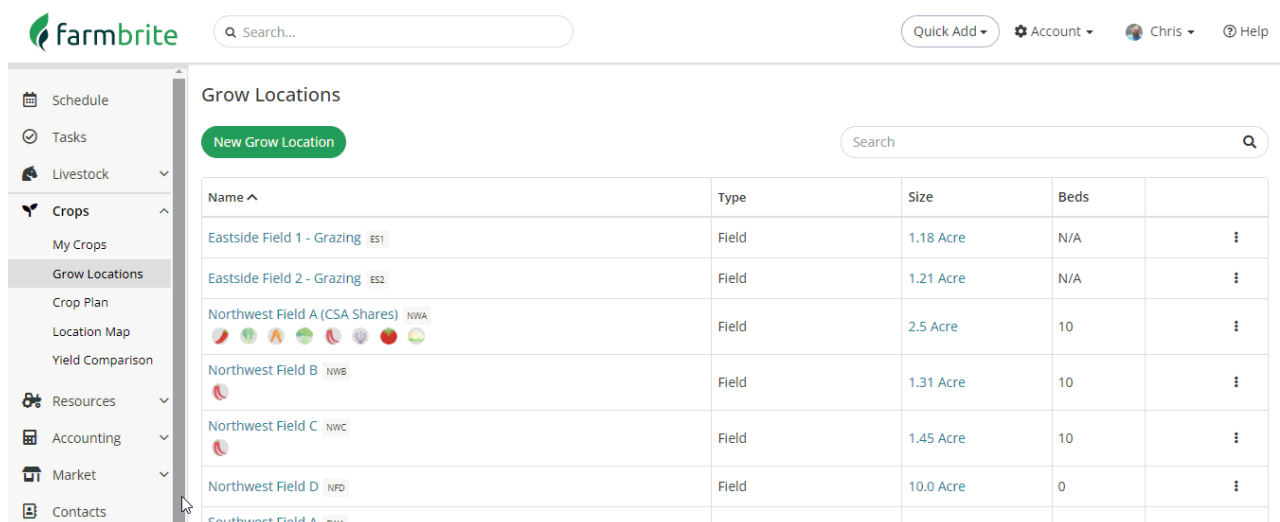 farmbrite
Search...
Quick Add
Account
Chris
Help
Schedule
Tasks
Livestock
Crops
My Crops
Grow Locations
Crop Plan
Location Map
Yield Comparison
Resources
Accounting
Market
Contacts
Grow Locations
New Grow Location
Search
Name Type Size Beds
Eastside Field 1 - Grazing ES1 Field 1.18 Acre N/A
Eastside Field 2 - Grazing ES2 Field 1.21 Acre N/A
Northwest Field A (CSA Shares) NWA Field 2.5 Acre 10
Northwest Field B NWB Field 1.31 Acre 10
Northwest Field C NWC Field 1.45 Acre 10
Northwest Field D NFD Field 10.0 Acre 0
Southwest Field A